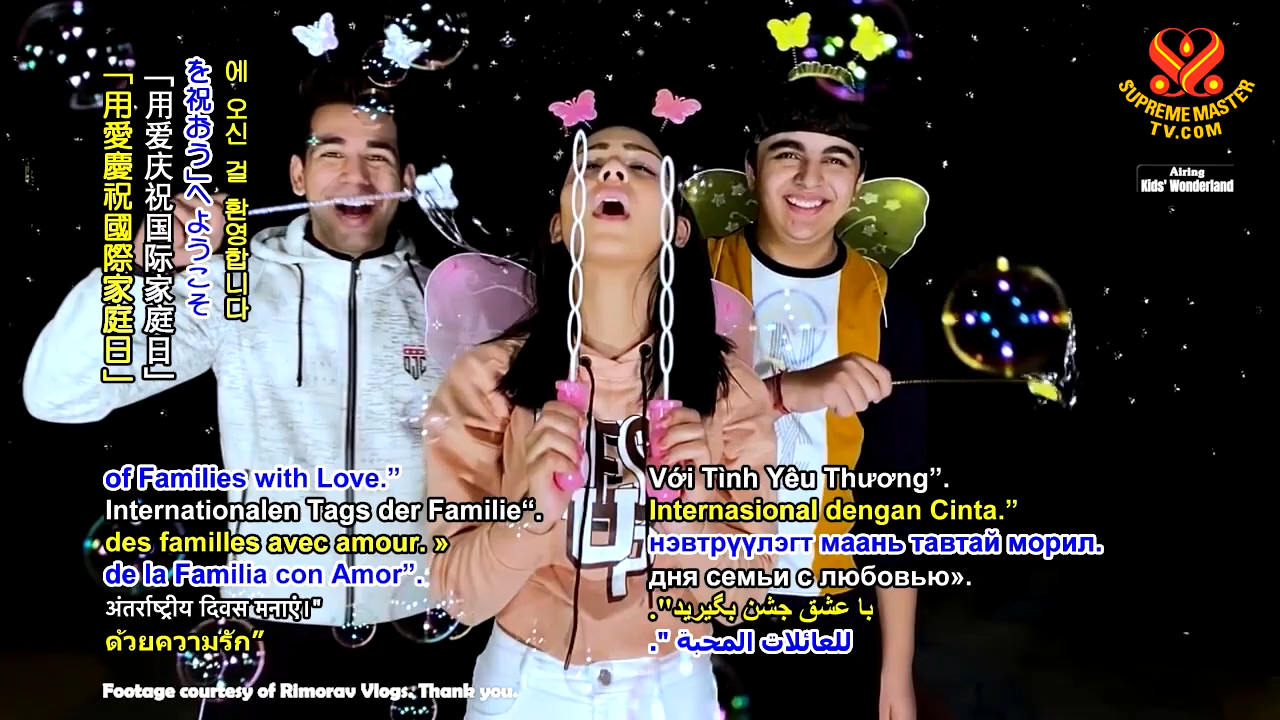 에 오신 걸 환영합니다
を祝おう」へようこそ
「用爱庆祝国际家庭日」
「用愛慶祝國際家庭日」
SUPREME MASTER
TV.COM
Airing
Kids' Wonderland
of Families with Love.”
Internationalen Tags der Familie“.
des familles avec amour. »
de la Familia con Amor”.
अंतर्राष्ट्रीय दिवस मनाएं।"
ด้วยความรัก”
Với Tình Yêu Thương”.
Internasional dengan Cinta.”
нэвтрүүлэгт маань тавтай морил.
дня семьи с любовью».
با عشق جشن بگیرید".
للعائلات المحبة ".
Footage courtesy of Rimorav Vlogs. Thank you.